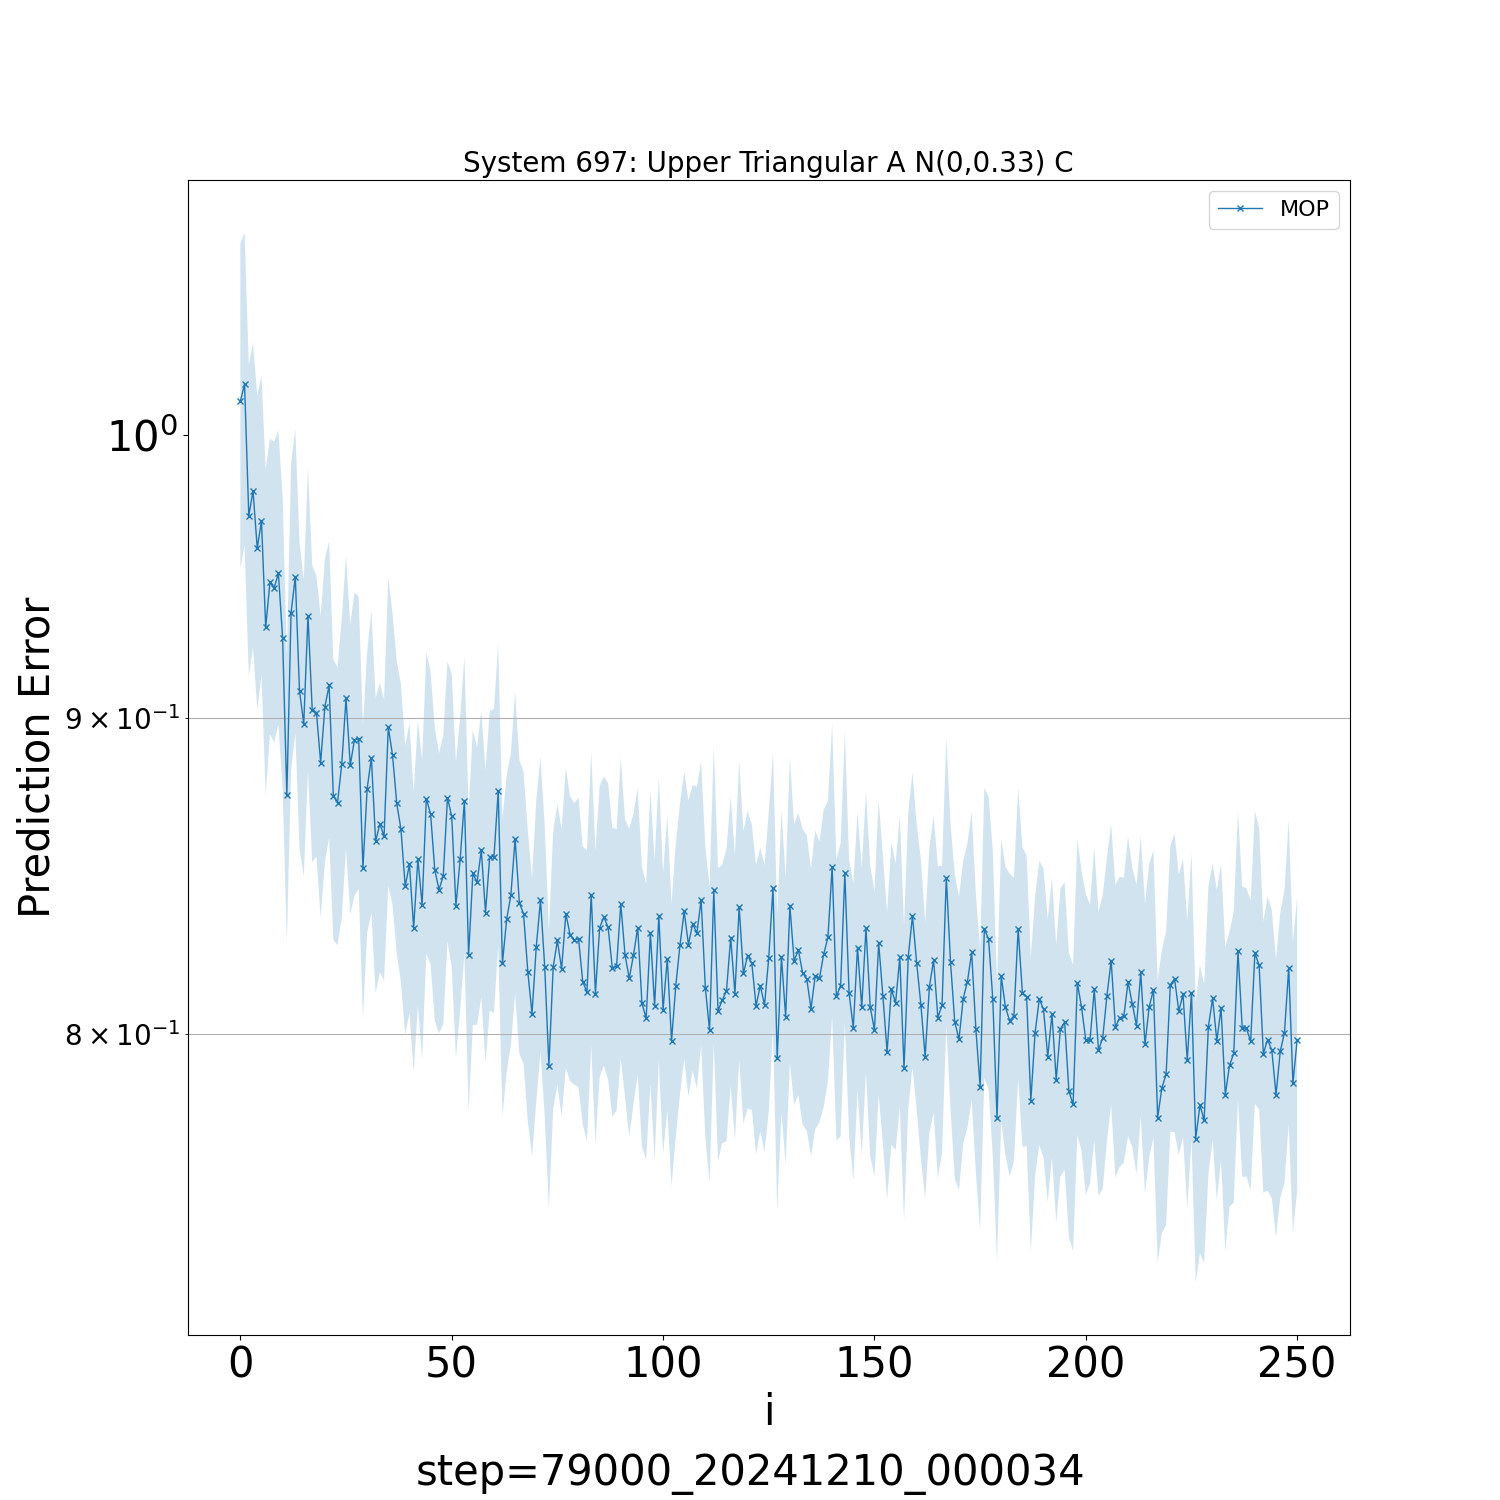 System 697: Upper Triangular A N(0,0.33) C
MOP
10⁰
9 × 10⁻¹
8 × 10⁻¹
Prediction Error
0 50 100 150 200 250
i
step=79000_20241210_000034